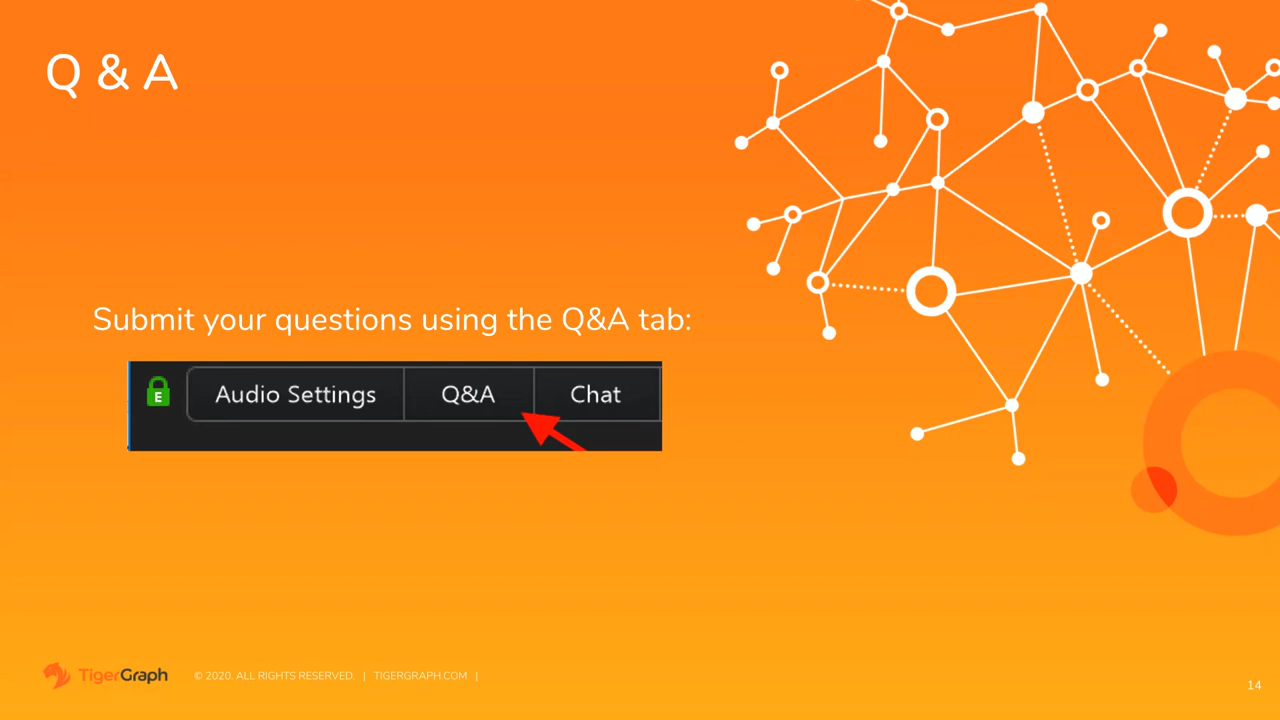 Q & A
Submit your questions using the Q&A tab:
E
Audio Settings
Q&A
Chat
TigerGraph
© 2020. ALL RIGHTS RESERVED. | TIGERGRAPH.COM |
14